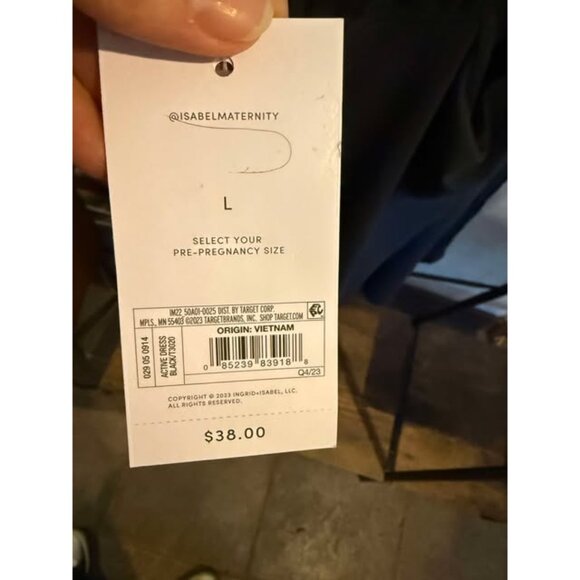 @ISABELMATERNITY
L
SELECT YOUR
PRE-PREGNANCY SIZE
IM22 50A01-0025 DIST. BY TARGET CORP.
MPLS., MN 55403 ©2023 TARGETBRANDS, INC. SHOP TARGET.COM
029 05 0914
ACTIVE DRESS
BLACK/T3020
ORIGIN: VIETNAM
0 85239 83918 8
Q4/23
COPYRIGHT © 2023 INGRID+ISABEL, LLC.
ALL RIGHTS RESERVED.
$38.00